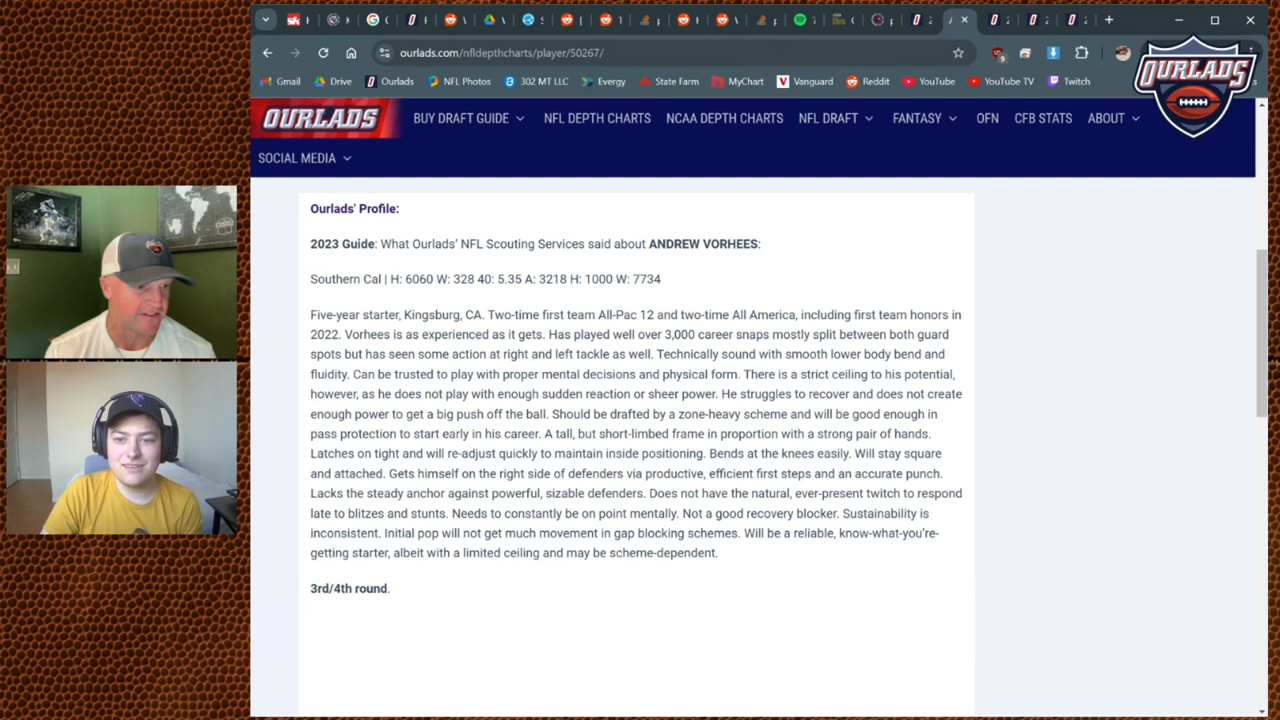 ourlads.com/nfldepthcharts/player/50267/
9
Gmail Drive Ourlads NFL Photos 302 MT LLC Evergy State Farm MyChart Vanguard Reddit YouTube YouTube TV Twitch
OURLADS
OURLADS BUY DRAFT GUIDE NFL DEPTH CHARTS NCAA DEPTH CHARTS NFL DRAFT FANTASY OFN CFB STATS ABOUT
SOCIAL MEDIA
Ourlads' Profile:
2023 Guide: What Ourlads' NFL Scouting Services said about ANDREW VORHEES:
Southern Cal | H: 6060 W: 328 40: 5.35 A: 3218 H: 1000 W: 7734
Five-year starter, Kingsburg, CA. Two-time first team All-Pac 12 and two-time All America, including first team honors in
2022. Vorhees is as experienced as it gets. Has played well over 3,000 career snaps mostly split between both guard
spots but has seen some action at right and left tackle as well. Technically sound with smooth lower body bend and
fluidity. Can be trusted to play with proper mental decisions and physical form. There is a strict ceiling to his potential,
however, as he does not play with enough sudden reaction or sheer power. He struggles to recover and does not create
enough power to get a big push off the ball. Should be drafted by a zone-heavy scheme and will be good enough in
pass protection to start early in his career. A tall, but short-limbed frame in proportion with a strong pair of hands.
Latches on tight and will re-adjust quickly to maintain inside positioning. Bends at the knees easily. Will stay square
and attached. Gets himself on the right side of defenders via productive, efficient first steps and an accurate punch.
Lacks the steady anchor against powerful, sizable defenders. Does not have the natural, ever-present twitch to respond
late to blitzes and stunts. Needs to constantly be on point mentally. Not a good recovery blocker. Sustainability is
inconsistent. Initial pop will not get much movement in gap blocking schemes. Will be a reliable, know-what-you're-
getting starter, albeit with a limited ceiling and may be scheme-dependent.
3rd/4th round.